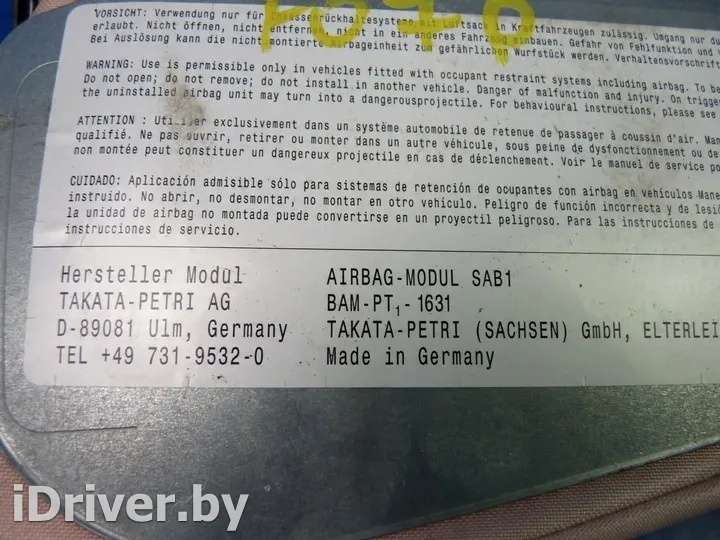 VORSICHT: Verwendung nur für Insassenrückhaltesysteme mit Luftsack in Kraftfahrzeugen zulässig. Umgang nur du
erlaubt. Nicht öffnen, nicht entfernen, nicht in ein anderes Fahrzeug einbauen. Gefahr von Fehlfunktion und V
Bei Auslösung kann die nicht montierte Airbageinheit zum gefährlichen Wurfstück werden. Verhaltensvorschrift
WARNING: Use is permissible only in vehicles fitted with occupant restraint systems including airbag. To be
Do not open; do not remove; do not install in another vehicle. Danger of malfunction and injury. On trigger
the uninstalled airbag unit may turn into a dangerousprojectile. For behavioural instructions, please see
ATTENTION : Utiliser exclusivement dans un système automobile de retenue de passager à coussin d'air. Man
qualifié. Ne pas ouvrir, retirer ou monter dans un autre véhicule, sous peine de dysfonctionnement ou de
non montée peut constituer un dangereux projectile en cas de déclenchement. Voir le manuel de service po
CUIDADO: Aplicación admisible sólo para sistemas de retención de ocupantes con airbag en vehículos Mane
instruido. No abrir, no desmontar, no montar en otro vehículo. Peligro de función incorrecta y de lesió
la unidad de airbag no montada puede convertirse en un proyectil peligroso. Para las instrucciones de
instrucciones de servicio.
Hersteller Modul AIRBAG-MODUL SAB1
TAKATA-PETRI AG BAM-PT₁-1631
D-89081 Ulm, Germany TAKATA-PETRI (SACHSEN) GmbH, ELTERLEI
TEL +49 731-9532-0 Made in Germany
iDriver.by